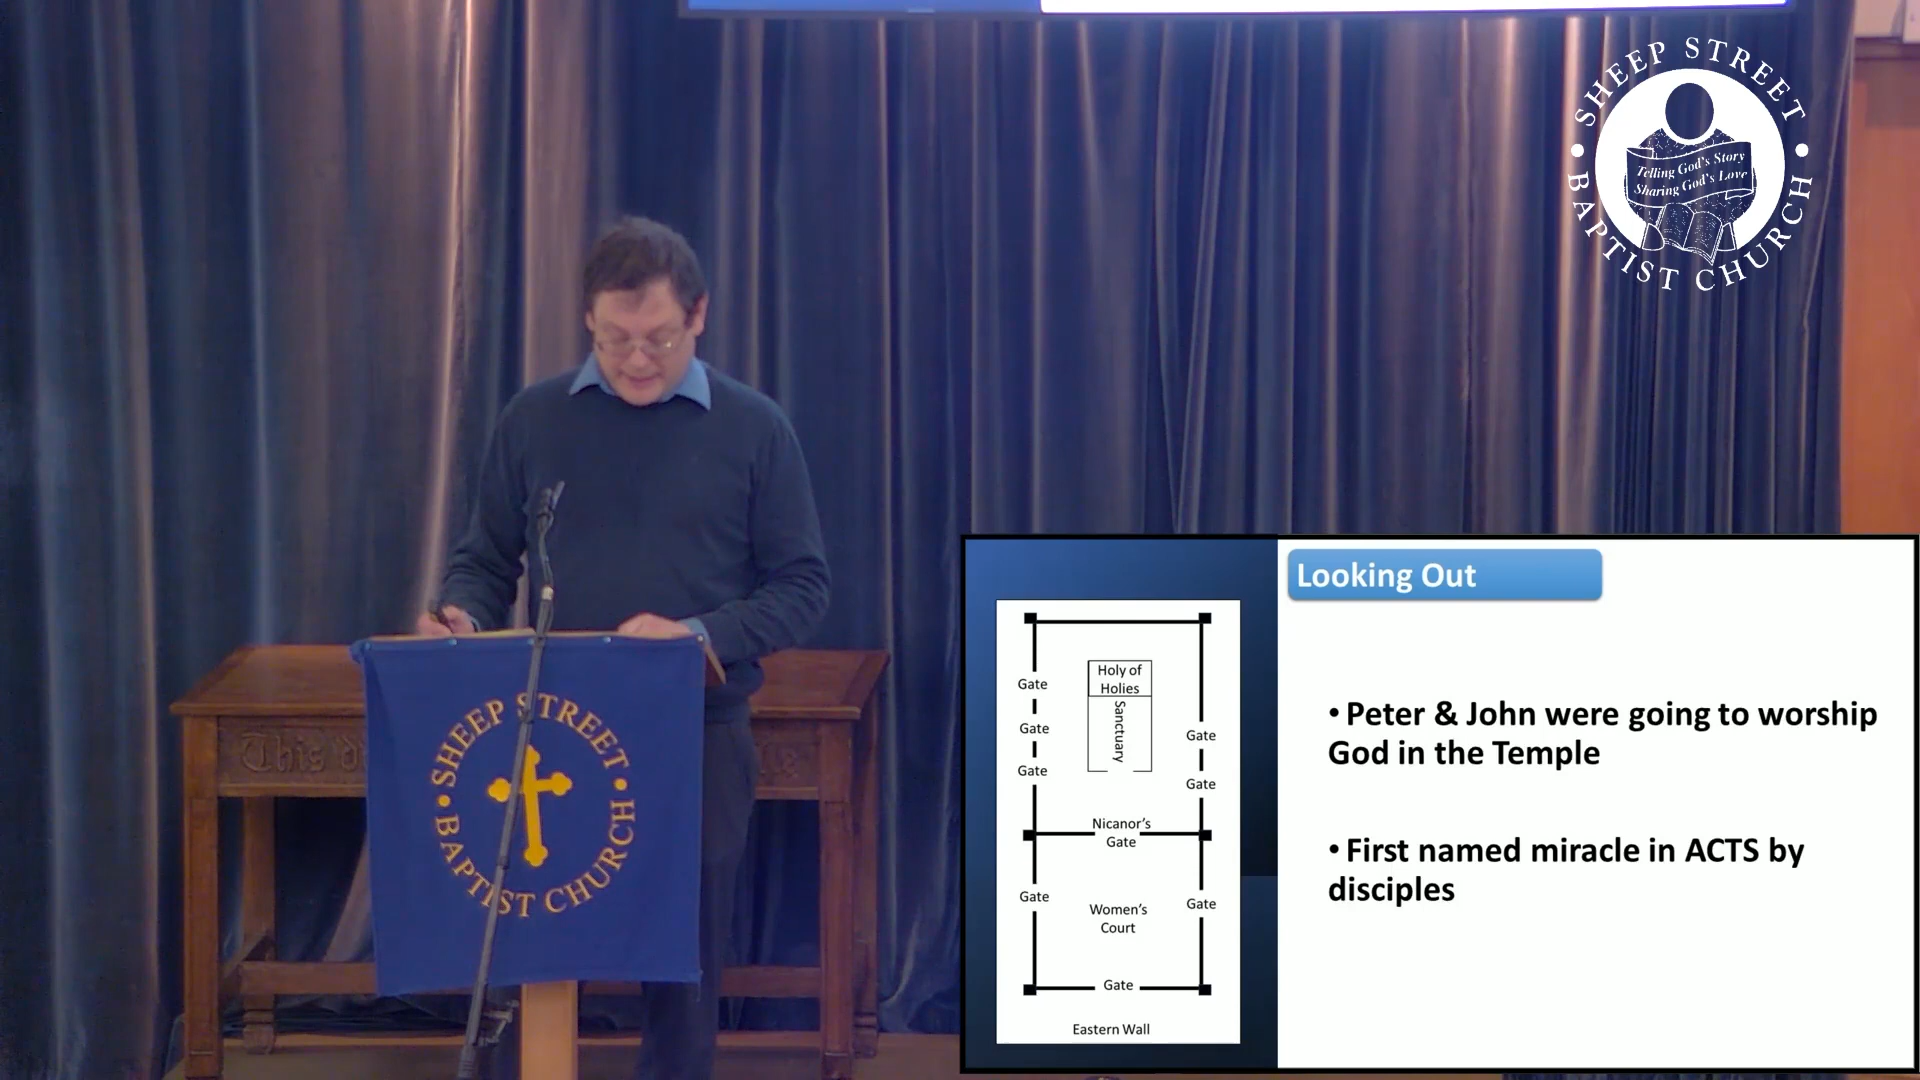 SHEEP STREET
BAPTIST CHURCH
Telling God's Story
Sharing God's Love
This d
SHEEP STREET
BAPTIST CHURCH
Holy of
Holies
Sanctuary
Gate
Gate
Gate
Gate
Gate
Nicanor's
Gate
Gate
Women's
Court
Gate
Gate
Eastern Wall
Looking Out
• Peter & John were going to worship
God in the Temple
• First named miracle in ACTS by
disciples